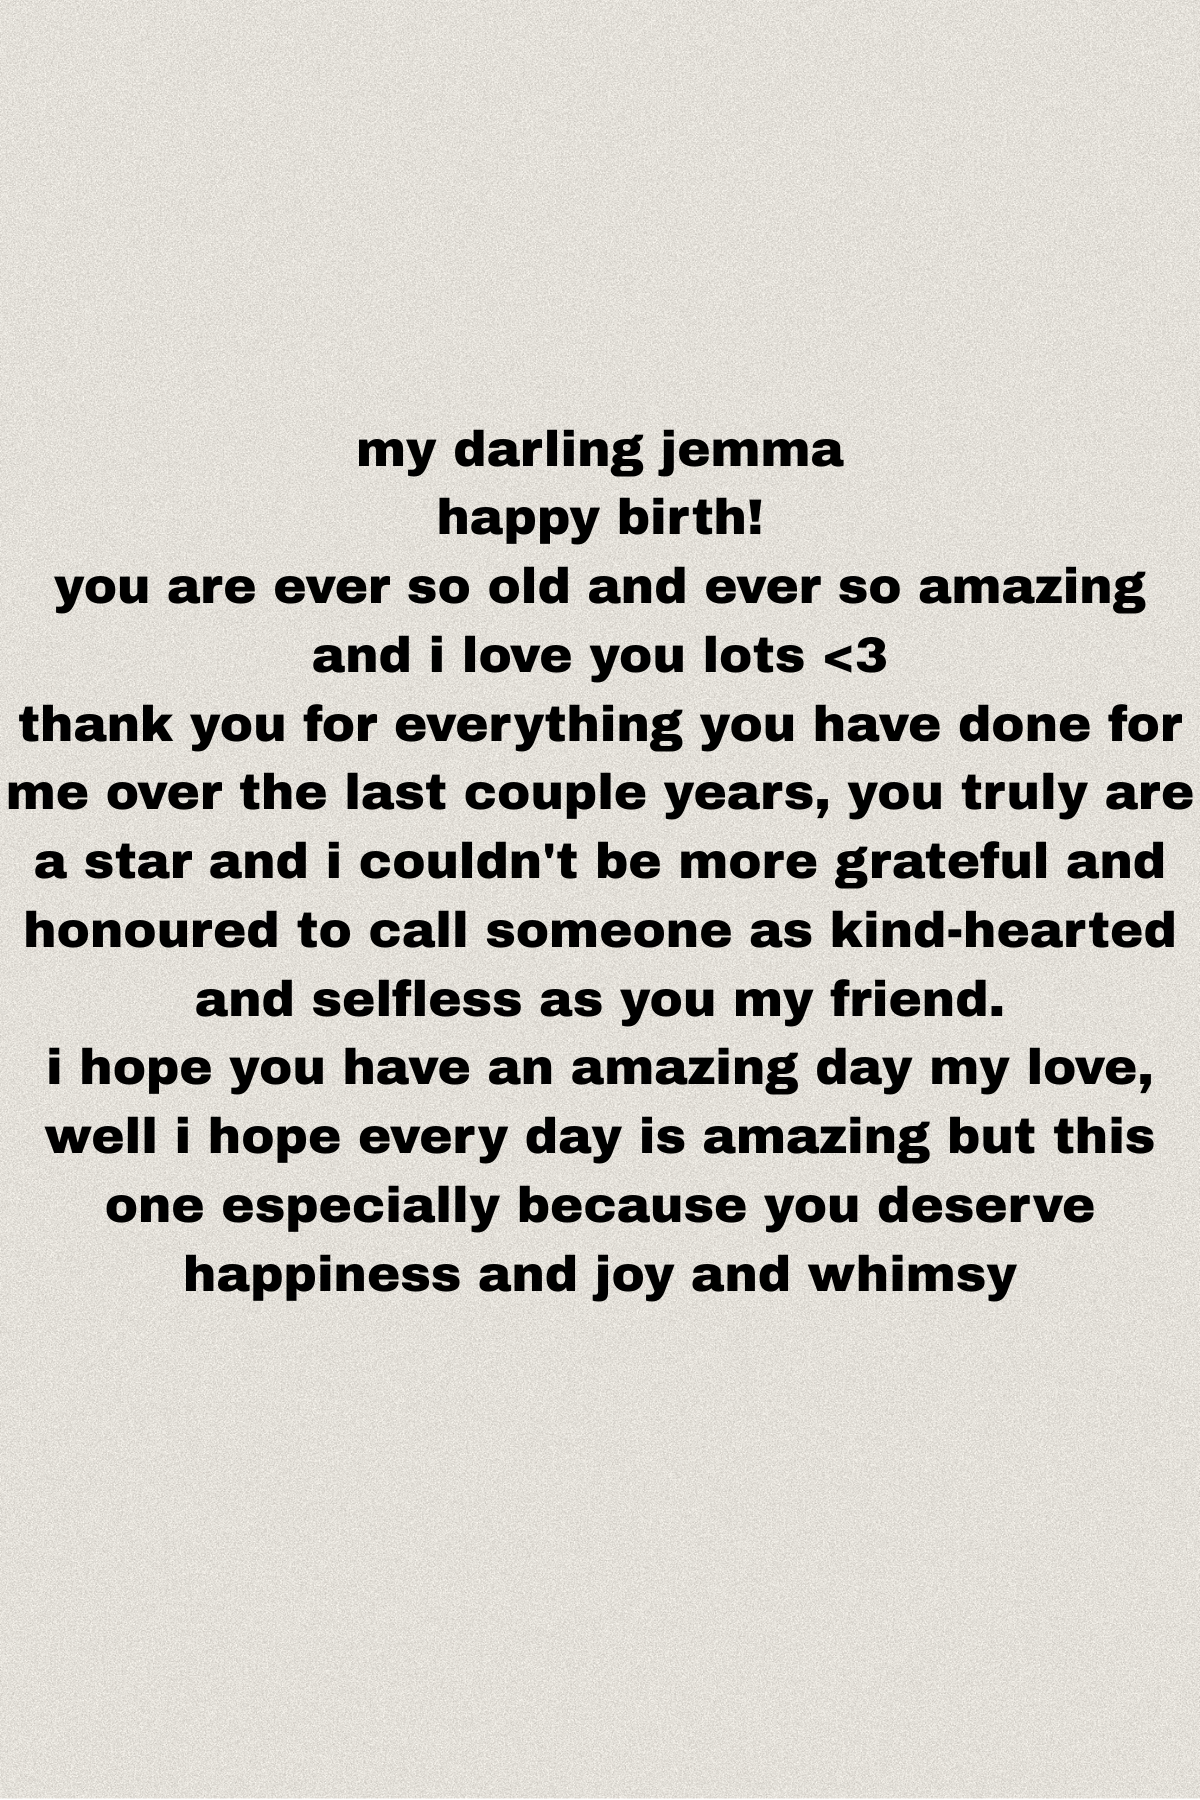 my darling jemma
happy birth!
you are ever so old and ever so amazing
and i love you lots <3
thank you for everything you have done for
me over the last couple years, you truly are
a star and i couldn't be more grateful and
honoured to call someone as kind-hearted
and selfless as you my friend.
i hope you have an amazing day my love,
well i hope every day is amazing but this
one especially because you deserve
happiness and joy and whimsy